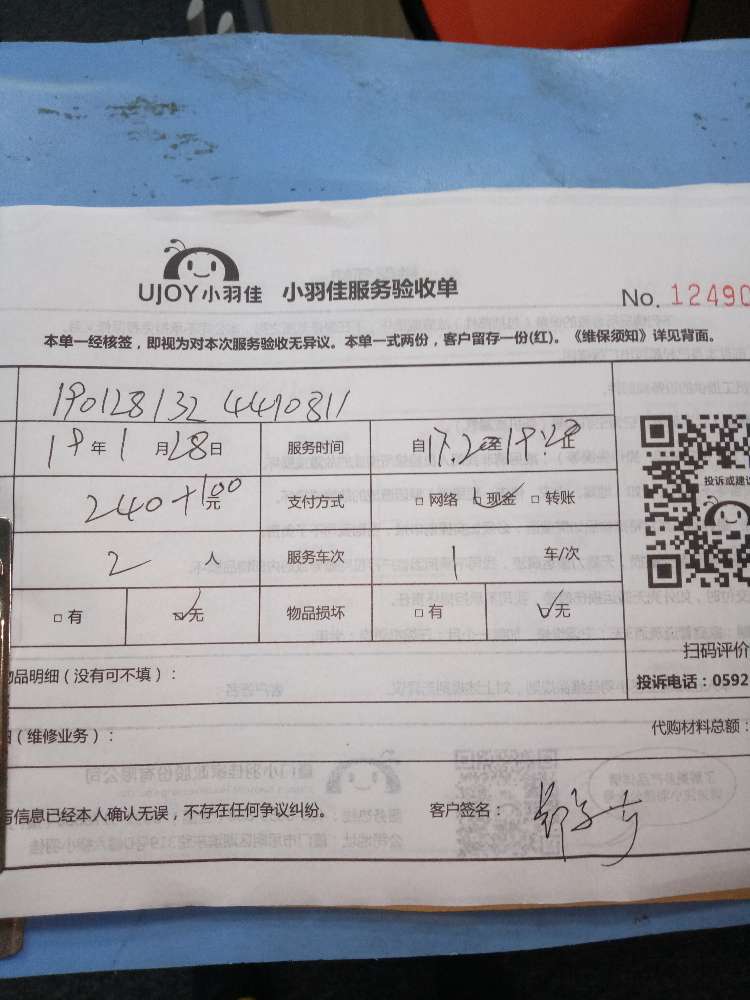 UJOY小羽佳 小羽佳服务验收单
No. 12490
本单一经核签，即视为对本次服务验收无异议。本单一式两份，客户留存一份(红)。《维保须知》详见背面。
190128132 4410811
19年1月28日 服务时间 自17.20至19:20止
240+100元 支付方式 □ 网络 □ 现金 □ 转账
2 人 服务车次 1 车/次
投诉或建议
□ 有 □ 无 物品损坏 □ 有 □ 无
扫码评价
物品明细（没有可不填）：
投诉电话：0592
（维修业务）：
代购材料总额：
写信息已经本人确认无误，不存在任何争议纠纷。 客户签名：